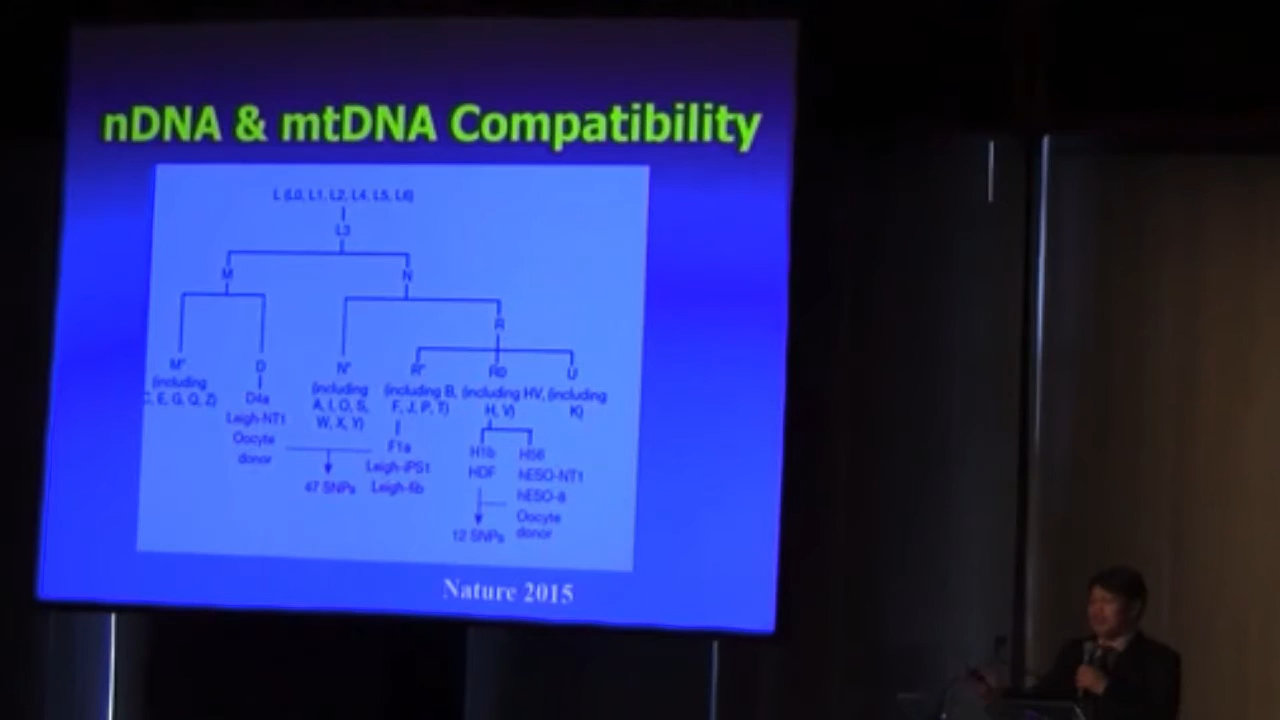 nDNA & mtDNA Compatibility
L (L0, L1, L2, L4, L5, L6)
L3
M
N
R
M*
(including
C, E, G, Q, Z)
D
D4a
Leigh-NT1
Oocyte
donor
N*
(including
A, I, O, S,
W, X, Y)
R*
(including B,
F, J, P, T)
F1a
Leigh-iPS1
Leigh-fib
47 SNPs
R0
(including HV,
H, V)
U
(including
K)
H1b
HDF
hESO-NT1
hESO-8
Oocyte
donor
12 SNPs
Nature 2015